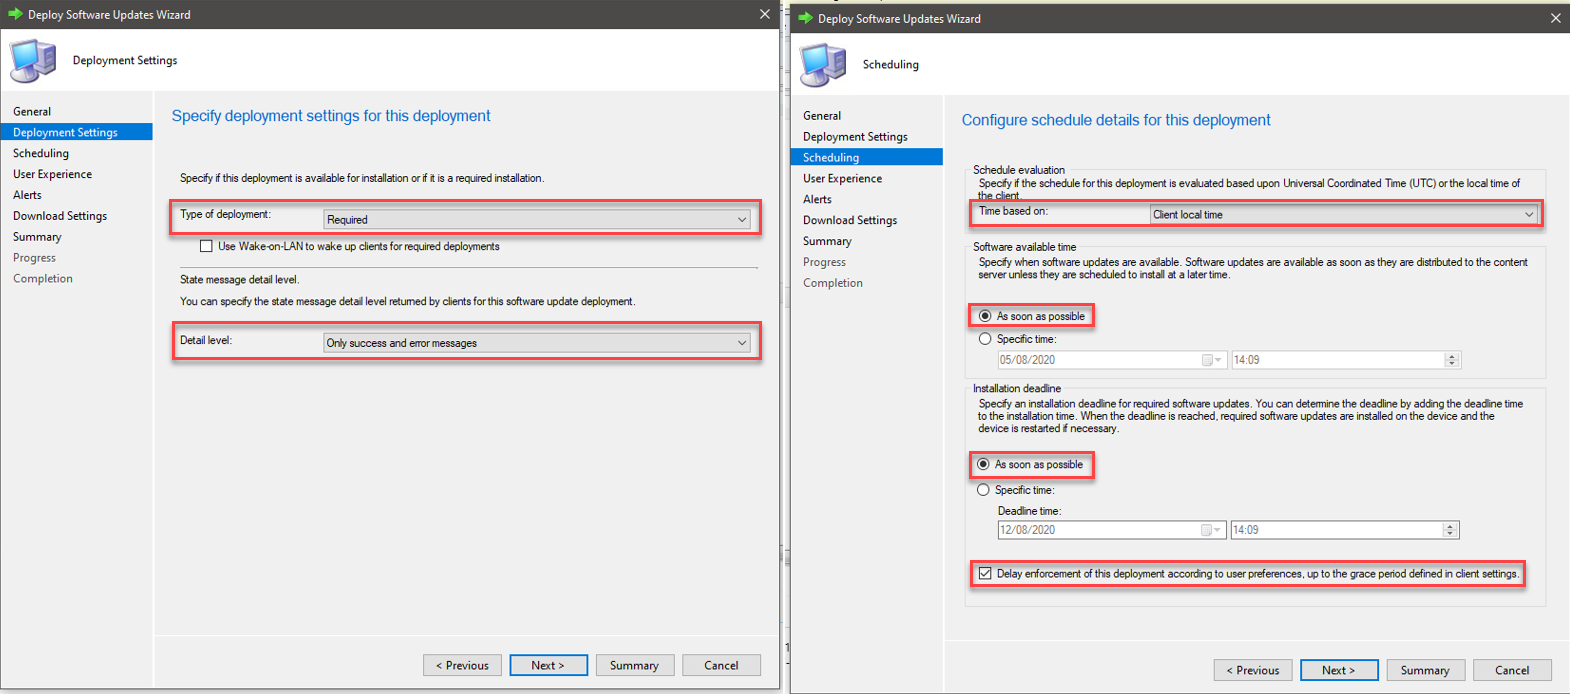 Deploy Software Updates Wizard
Deployment Settings
General
Deployment Settings
Scheduling
User Experience
Alerts
Download Settings
Summary
Progress
Completion
Specify deployment settings for this deployment
Specify if this deployment is available for installation or if it is a required installation.
Type of deployment:
Required
Use Wake-on-LAN to wake up clients for required deployments
State message detail level.
You can specify the state message detail level returned by clients for this software update deployment.
Detail level:
Only success and error messages
< Previous
Next >
Summary
Cancel
Deploy Software Updates Wizard
Scheduling
General
Deployment Settings
Scheduling
User Experience
Alerts
Download Settings
Summary
Progress
Completion
Configure schedule details for this deployment
Schedule evaluation
Specify if the schedule for this deployment is evaluated based upon Universal Coordinated Time (UTC) or the local time of
the client.
Time based on:
Client local time
Software available time
Specify when software updates are available. Software updates are available as soon as they are distributed to the content
server unless they are scheduled to install at a later time.
As soon as possible
Specific time:
05/08/2020
14:09
Installation deadline
Specify an installation deadline for required software updates. You can determine the deadline by adding the deadline time
to the installation time. When the deadline is reached, required software updates are installed on the device and the
device is restarted if necessary.
As soon as possible
Specific time:
Deadline time:
12/08/2020
14:09
Delay enforcement of this deployment according to user preferences, up to the grace period defined in client settings.
< Previous
Next >
Summary
Cancel